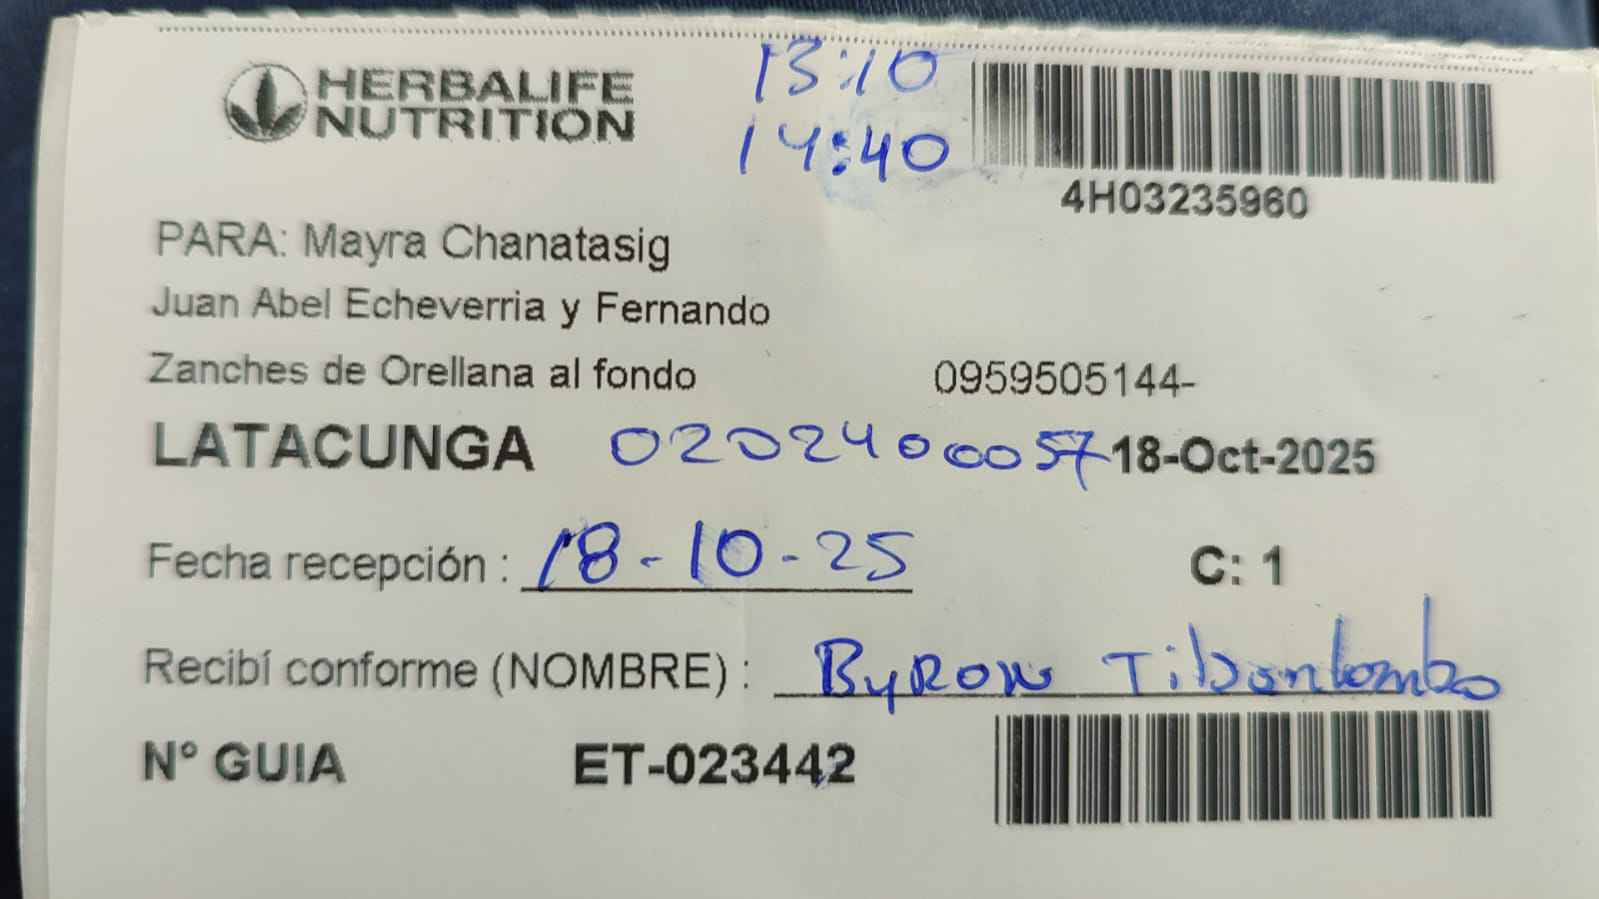 HERBALIFE
NUTRITION
13:10
14:40
4H03235960
PARA: Mayra Chanatasig
Juan Abel Echeverria y Fernando
Zanches de Orellana al fondo 0959505144-
LATACUNGA 0202400057 18-Oct-2025
Fecha recepción : 18-10-25 C: 1
Recibí conforme (NOMBRE) : Byron
N° GUIA ET-023442